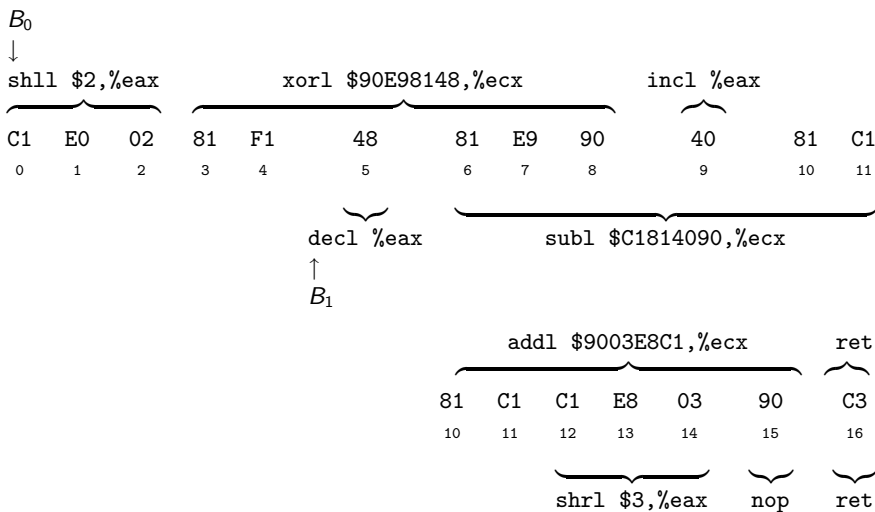 B0
↓
shll $2,%eax xorl $90E98148,%ecx incl %eax
C1 E0 02 81 F1 48 81 E9 90 40 81 C1
0 1 2 3 4 5 6 7 8 9 10 11
decl %eax subl $C1814090,%ecx
↑
B1
addl $9003E8C1,%ecx ret
81 C1 C1 E8 03 90 C3
10 11 12 13 14 15 16
shrl $3,%eax nop ret